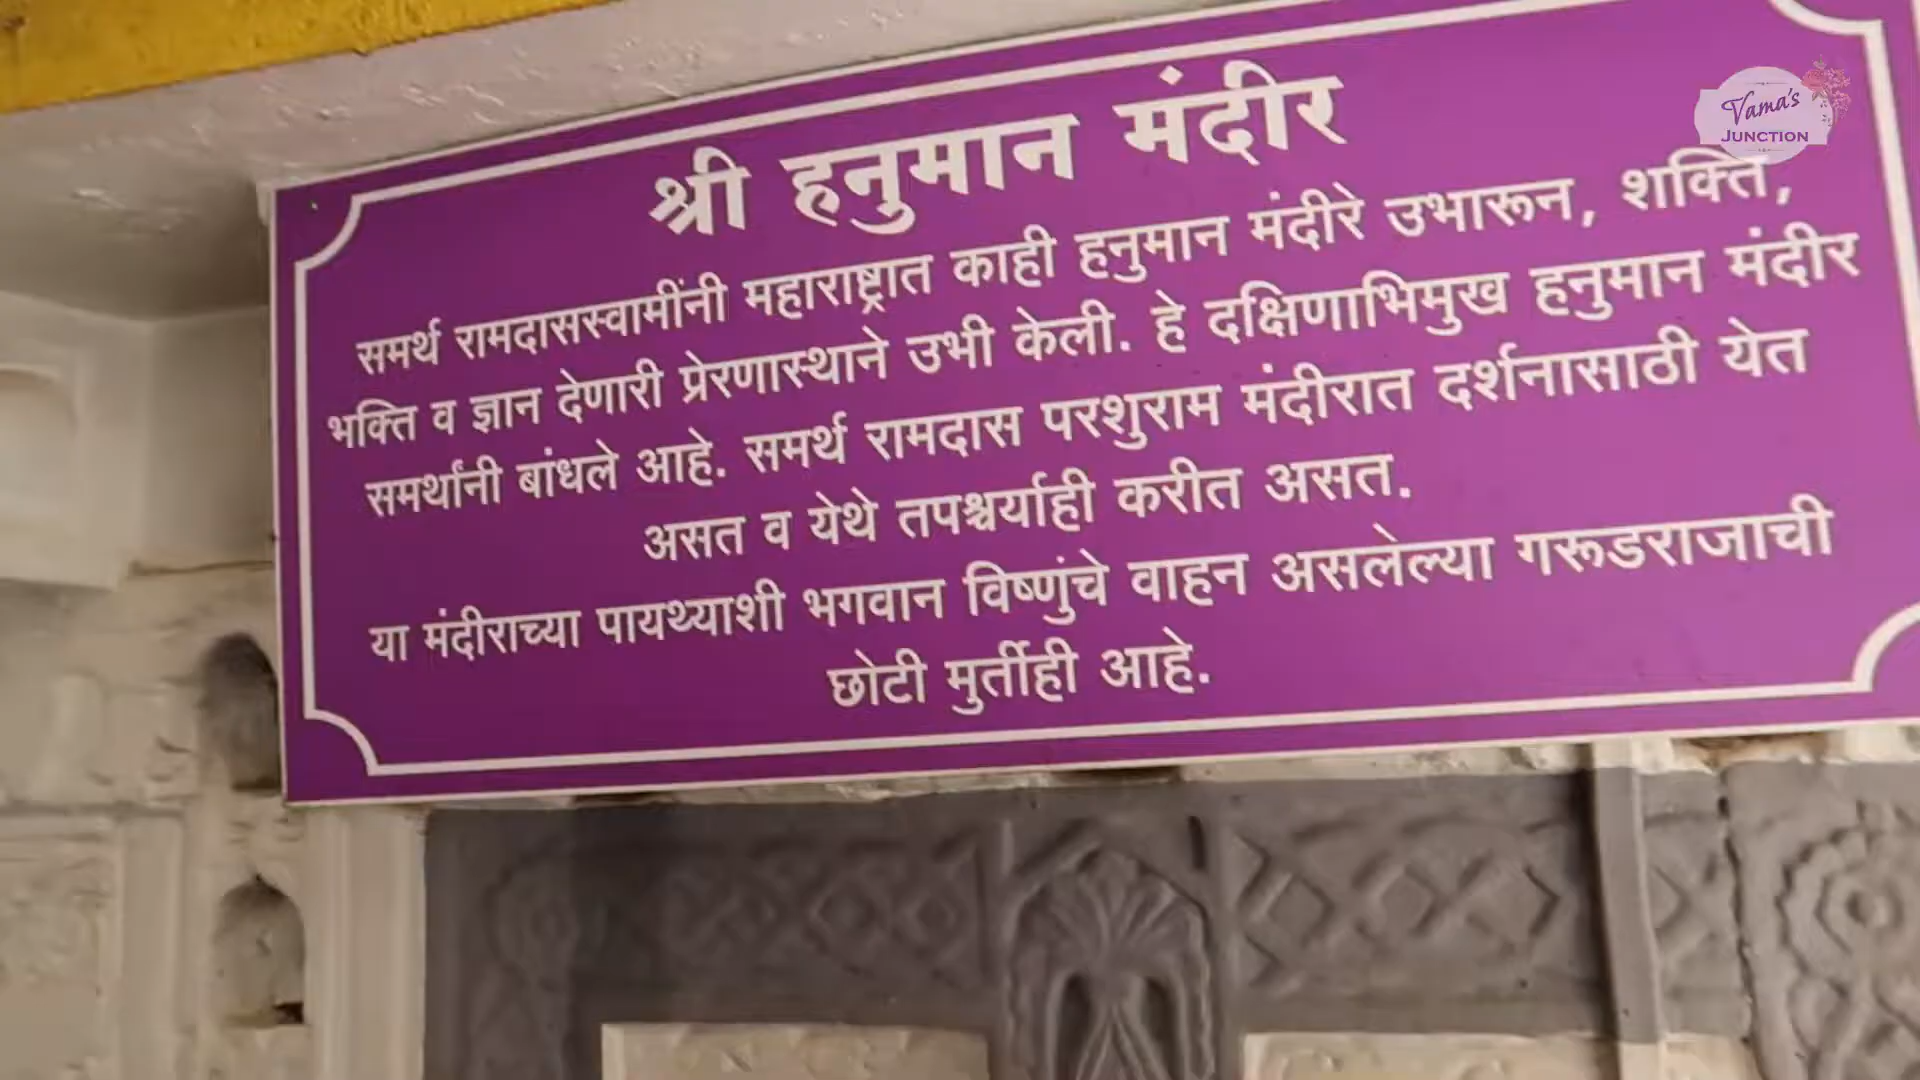 श्री हनुमान मंदीर
समर्थ रामदासस्वामींनी महाराष्ट्रात काही हनुमान मंदीरे उभारून, शक्ति,
भक्ति व ज्ञान देणारी प्रेरणास्थाने उभी केली. हे दक्षिणाभिमुख हनुमान मंदीर
समर्थांनी बांधले आहे. समर्थ रामदास परशुराम मंदीरात दर्शनासाठी येत
असत व येथे तपश्चर्याही करीत असत.
या मंदीराच्या पायथ्याशी भगवान विष्णुंचे वाहन असलेल्या गरूडराजाची
छोटी मुर्तीही आहे.
Vama's
JUNCTION